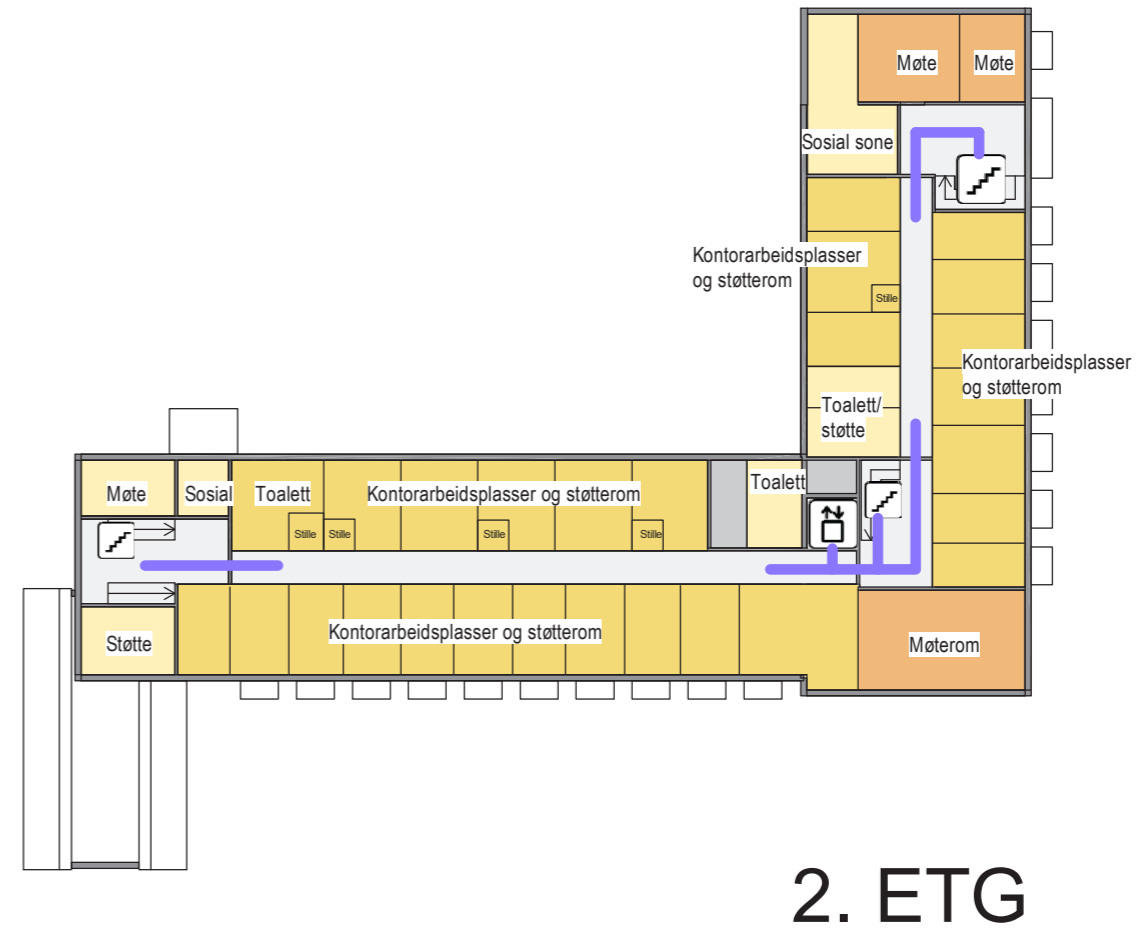 Møte
Møte
Sosial sone
Kontorarbeidsplasser
og støtterom
Stille
Kontorarbeidsplasser
og støtterom
Toalett/
støtte
Møte
Sosial
Toalett
Kontorarbeidsplasser og støtterom
Toalett
Stille
Stille
Stille
Stille
Støtte
Kontorarbeidsplasser og støtterom
Møterom
2. ETG